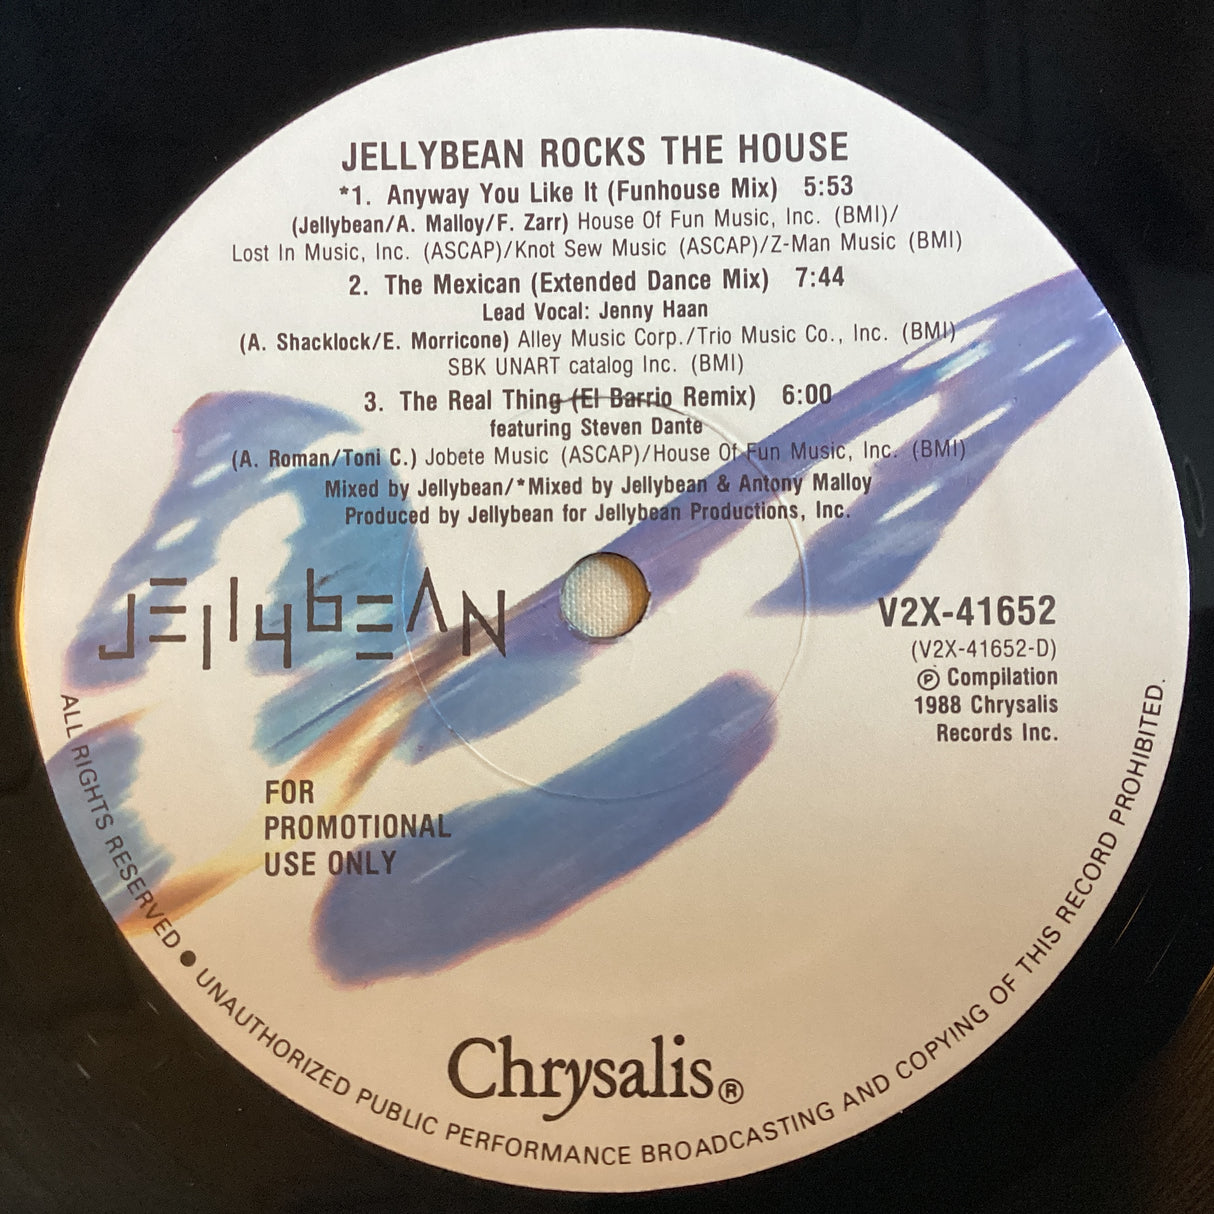 JELLYBEAN ROCKS THE HOUSE
*1. Anyway You Like It (Funhouse Mix) 5:53
(Jellybean/A. Malloy/F. Zarr) House Of Fun Music, Inc. (BMI)/
Lost In Music, Inc. (ASCAP)/Knot Sew Music (ASCAP)/Z-Man Music (BMI)
2. The Mexican (Extended Dance Mix) 7:44
Lead Vocal: Jenny Haan
(A. Shacklock/E. Morricone) Alley Music Corp./Trio Music Co., Inc. (BMI)
SBK UNART catalog Inc. (BMI)
3. The Real Thing (El Barrio Remix) 6:00
featuring Steven Dante
(A. Roman/Toni C.) Jobete Music (ASCAP)/House Of Fun Music, Inc. (BMI)
Mixed by Jellybean/*Mixed by Jellybean & Antony Malloy
Produced by Jellybean for Jellybean Productions, Inc.
JELLYBEAN
V2X-41652
(V2X-41652-D)
Ⓟ Compilation
1988 Chrysalis
Records Inc.
FOR
PROMOTIONAL
USE ONLY
Chrysalis®
ALL RIGHTS RESERVED ● UNAUTHORIZED PUBLIC PERFORMANCE BROADCASTING AND COPYING OF THIS RECORD PROHIBITED.